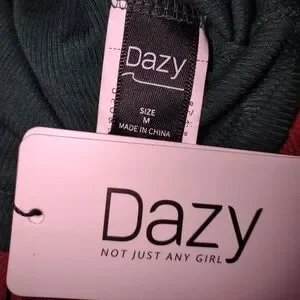 Dazy
SIZE
M
MADE IN CHINA
Dazy
NOT JUST ANY GIRL